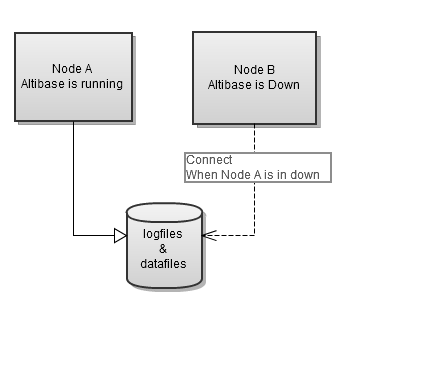 Node A
Altibase is running
Node B
Altibase is Down
Connect
When Node A is in down
logfiles
&
datafiles